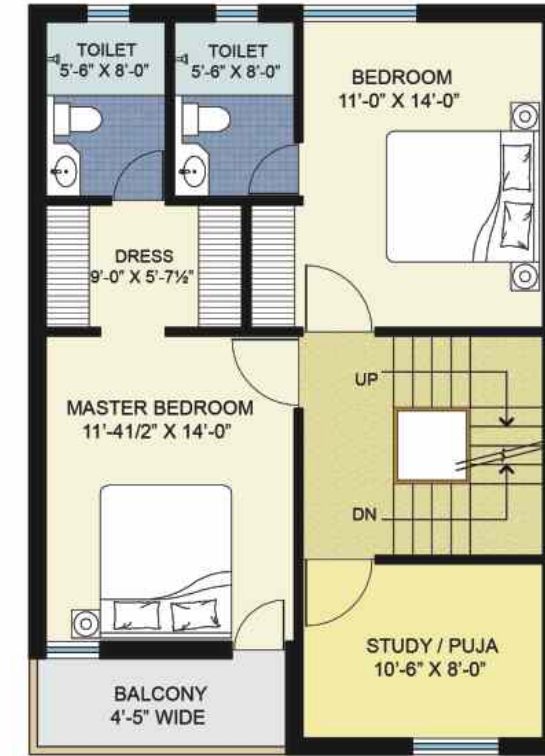 TOILET
5'-6" X 8'-0"
TOILET
5'-6" X 8'-0"
BEDROOM
11'-0" X 14'-0"
DRESS
9'-0" X 5'-7½"
UP
MASTER BEDROOM
11'-41/2" X 14'-0"
DN
STUDY / PUJA
10'-6" X 8'-0"
BALCONY
4'-5" WIDE